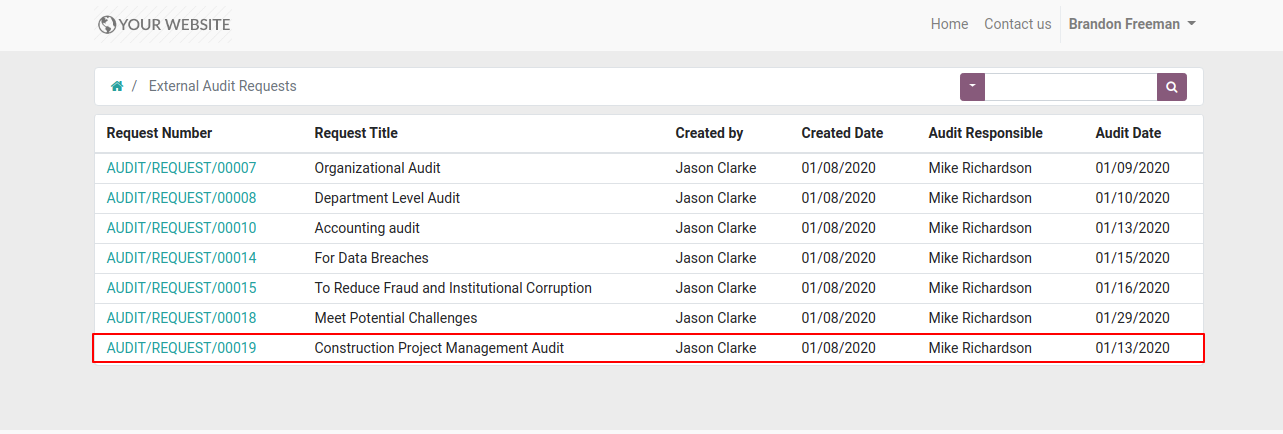 YOUR WEBSITE Home Contact us Brandon Freeman
/ External Audit Requests
Request Number Request Title Created by Created Date Audit Responsible Audit Date
AUDIT/REQUEST/00007 Organizational Audit Jason Clarke 01/08/2020 Mike Richardson 01/09/2020
AUDIT/REQUEST/00008 Department Level Audit Jason Clarke 01/08/2020 Mike Richardson 01/10/2020
AUDIT/REQUEST/00010 Accounting audit Jason Clarke 01/08/2020 Mike Richardson 01/13/2020
AUDIT/REQUEST/00014 For Data Breaches Jason Clarke 01/08/2020 Mike Richardson 01/15/2020
AUDIT/REQUEST/00015 To Reduce Fraud and Institutional Corruption Jason Clarke 01/08/2020 Mike Richardson 01/16/2020
AUDIT/REQUEST/00018 Meet Potential Challenges Jason Clarke 01/08/2020 Mike Richardson 01/29/2020
AUDIT/REQUEST/00019 Construction Project Management Audit Jason Clarke 01/08/2020 Mike Richardson 01/13/2020